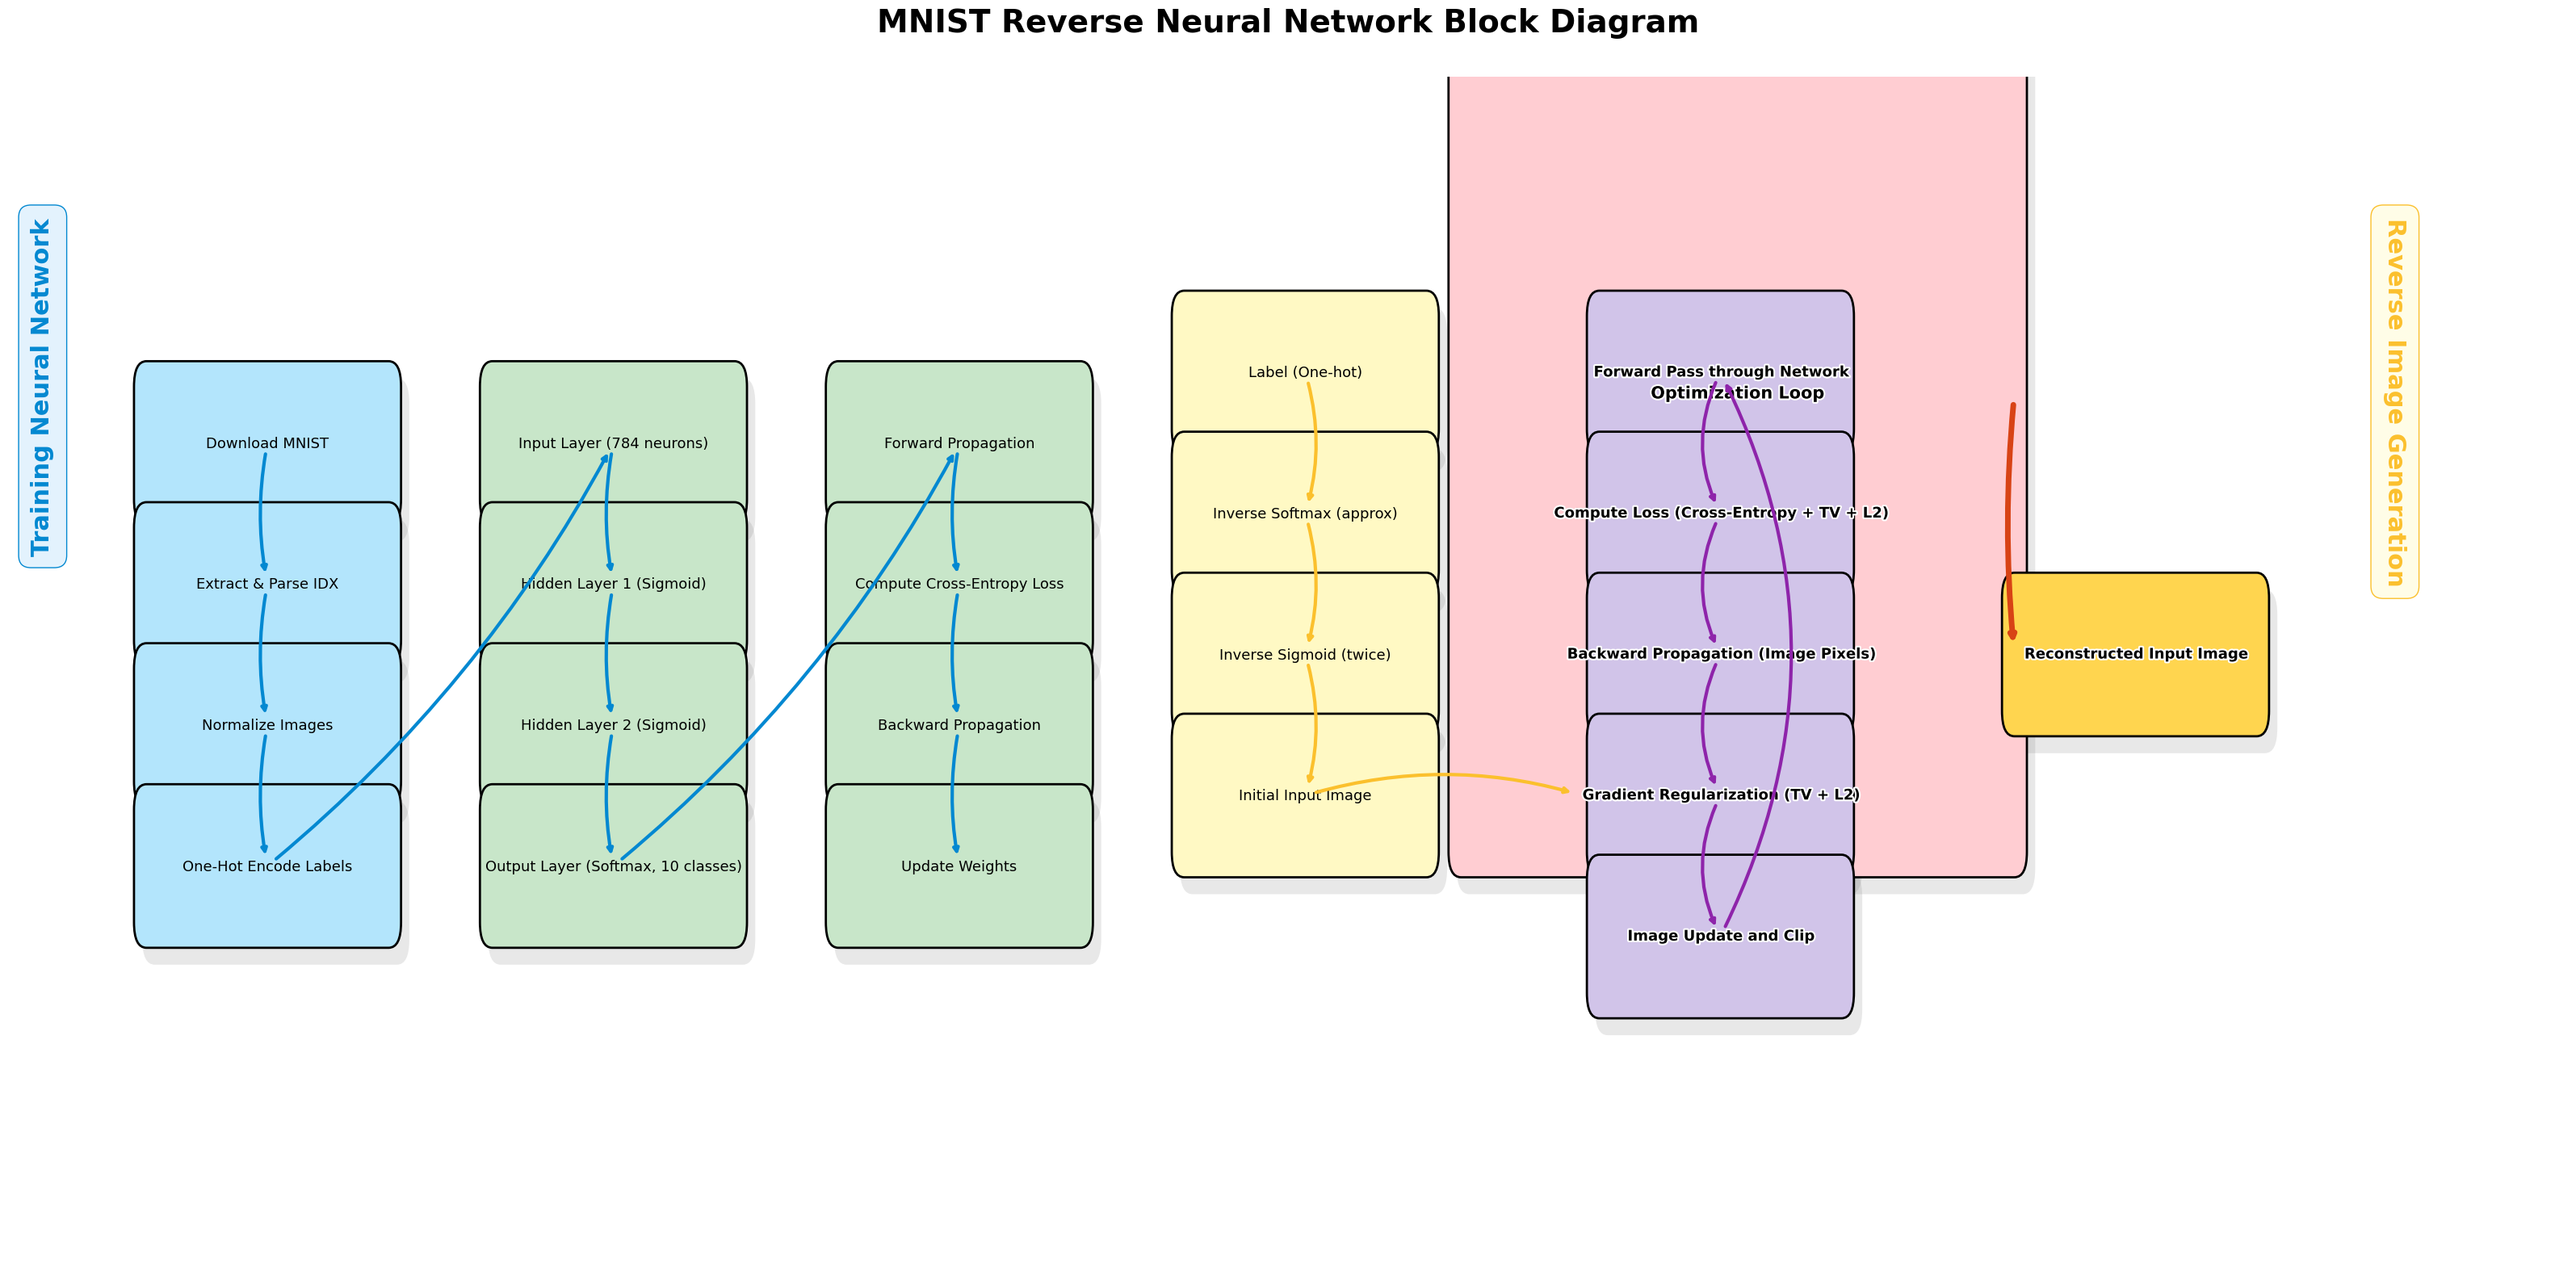 MNIST Reverse Neural Network Block Diagram
Training Neural Network
Download MNIST
Extract & Parse IDX
Normalize Images
One-Hot Encode Labels
Input Layer (784 neurons)
Hidden Layer 1 (Sigmoid)
Hidden Layer 2 (Sigmoid)
Output Layer (Softmax, 10 classes)
Forward Propagation
Compute Cross-Entropy Loss
Backward Propagation
Update Weights
Label (One-hot)
Inverse Softmax (approx)
Inverse Sigmoid (twice)
Initial Input Image
Forward Pass through Network
Optimization Loop
Compute Loss (Cross-Entropy + TV + L2)
Backward Propagation (Image Pixels)
Gradient Regularization (TV + L2)
Image Update and Clip
Reconstructed Input Image
Reverse Image Generation